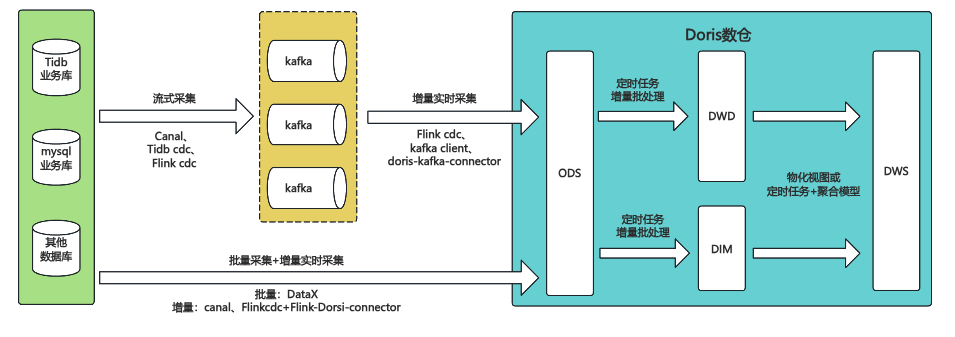 Doris数仓
Tidb
业务库
mysql
业务库
其他
数据库
流式采集
Canal、
Tidb cdc、
Flink cdc
kafka
kafka
kafka
增量实时采集
Flink cdc、
kafka client、
doris-kafka-connector
批量采集+增量实时采集
批量：DataX
增量：canal、Flinkcdc+Flink-Dorsi-connector
ODS
定时任务
增量批处理
定时任务
增量批处理
DWD
DIM
物化视图或
定时任务+聚合模型
DWS